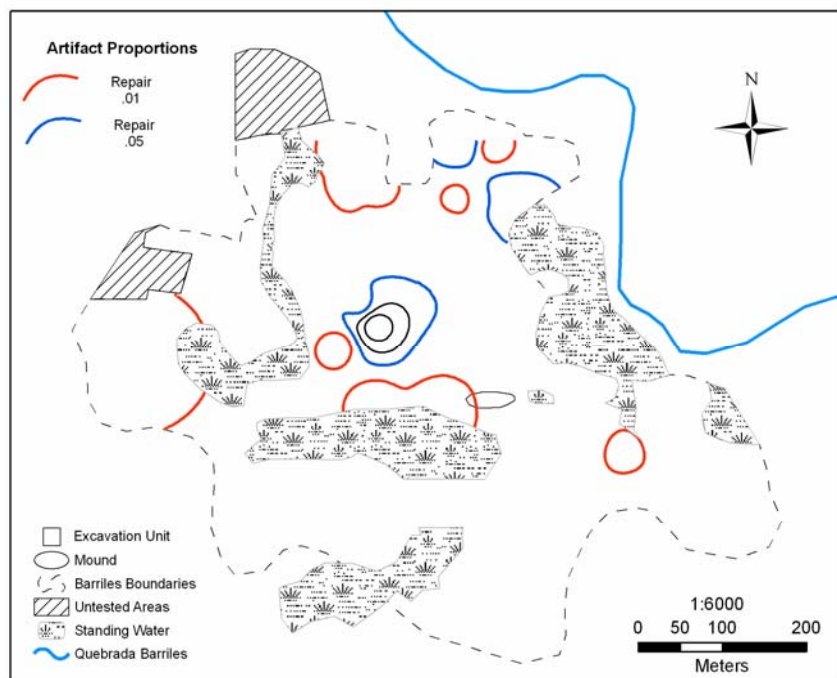 Artifact Proportions
Repair
.01
Repair
.05
N
Excavation Unit
Mound
Barriles Boundaries
Untested Areas
Standing Water
Quebrada Barriles
1:6000
0 50 100 200
Meters